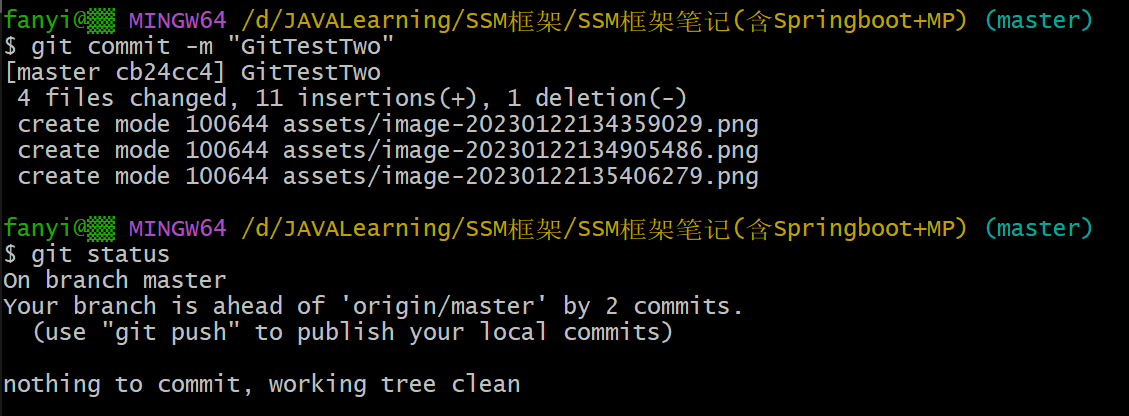 fanyi@▒▒ MINGW64 /d/JAVALearning/SSM框架/SSM框架笔记(含Springboot+MP) (master)
$ git commit -m "GitTestTwo"
[master cb24cc4] GitTestTwo
 4 files changed, 11 insertions(+), 1 deletion(-)
 create mode 100644 assets/image-20230122134359029.png
 create mode 100644 assets/image-20230122134905486.png
 create mode 100644 assets/image-20230122135406279.png
fanyi@▒▒ MINGW64 /d/JAVALearning/SSM框架/SSM框架笔记(含Springboot+MP) (master)
$ git status
On branch master
Your branch is ahead of 'origin/master' by 2 commits.
  (use "git push" to publish your local commits)
nothing to commit, working tree clean